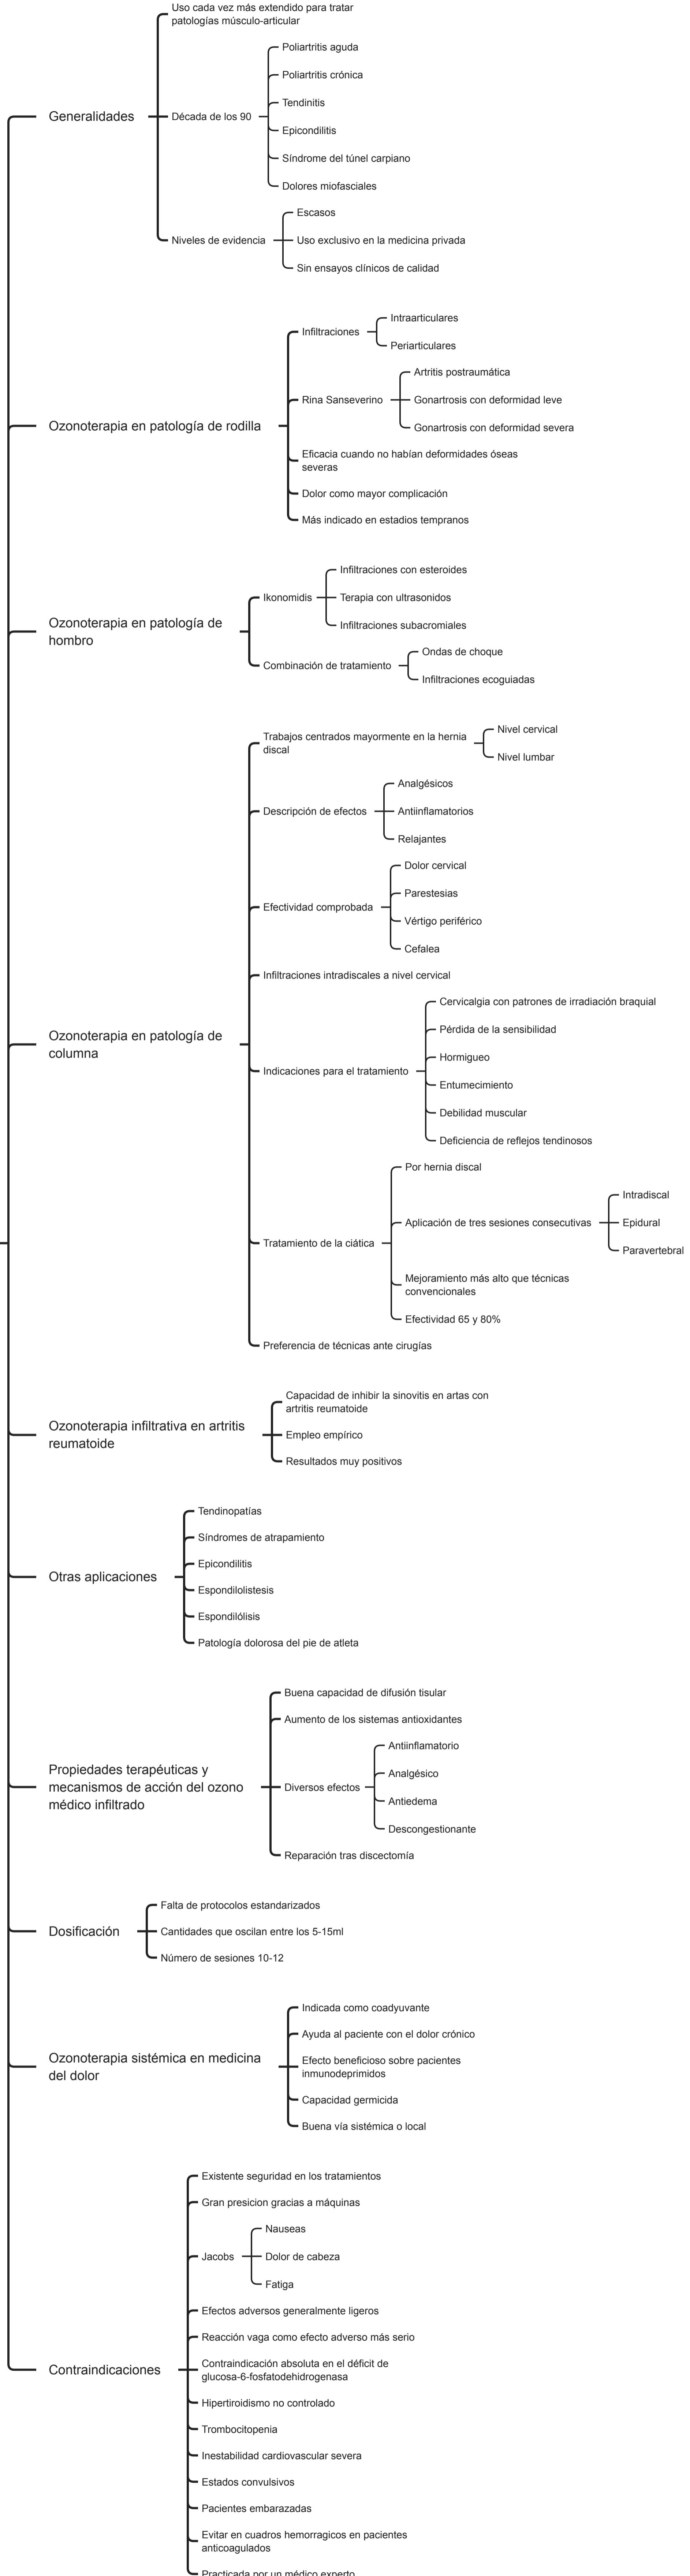 Uso cada vez más extendido para tratar
patologías músculo-articular
Generalidades
Década de los 90
Poliartritis aguda
Poliartritis crónica
Tendinitis
Epicondilitis
Síndrome del túnel carpiano
Dolores miofasciales
Niveles de evidencia
Escasos
Uso exclusivo en la medicina privada
Sin ensayos clínicos de calidad
Ozonoterapia en patología de rodilla
Infiltraciones
Intraarticulares
Periarticulares
Rina Sanseverino
Artritis postraumática
Gonartrosis con deformidad leve
Gonartrosis con deformidad severa
Eficacia cuando no habían deformidades óseas
severas
Dolor como mayor complicación
Más indicado en estadios tempranos
Ozonoterapia en patología de
hombro
Ikonomidis
Infiltraciones con esteroides
Terapia con ultrasonidos
Infiltraciones subacromiales
Combinación de tratamiento
Ondas de choque
Infiltraciones ecoguiadas
Ozonoterapia en patología de
columna
Trabajos centrados mayormente en la hernia
discal
Nivel cervical
Nivel lumbar
Descripción de efectos
Analgésicos
Antiinflamatorios
Relajantes
Efectividad comprobada
Dolor cervical
Parestesias
Vértigo periférico
Cefalea
Infiltraciones intradiscales a nivel cervical
Indicaciones para el tratamiento
Cervicalgia con patrones de irradiación braquial
Pérdida de la sensibilidad
Hormigueo
Entumecimiento
Debilidad muscular
Deficiencia de reflejos tendinosos
Tratamiento de la ciática
Por hernia discal
Aplicación de tres sesiones consecutivas
Intradiscal
Epidural
Paravertebral
Mejoramiento más alto que técnicas
convencionales
Efectividad 65 y 80%
Preferencia de técnicas ante cirugías
Ozonoterapia infiltrativa en artritis
reumatoide
Capacidad de inhibir la sinovitis en artas con
artritis reumatoide
Empleo empírico
Resultados muy positivos
Otras aplicaciones
Tendinopatías
Síndromes de atrapamiento
Epicondilitis
Espondilolistesis
Espondilólisis
Patología dolorosa del pie de atleta
Propiedades terapéuticas y
mecanismos de acción del ozono
médico infiltrado
Buena capacidad de difusión tisular
Aumento de los sistemas antioxidantes
Diversos efectos
Antiinflamatorio
Analgésico
Antiedema
Descongestionante
Reparación tras discectomía
Dosificación
Falta de protocolos estandarizados
Cantidades que oscilan entre los 5-15ml
Número de sesiones 10-12
Ozonoterapia sistémica en medicina
del dolor
Indicada como coadyuvante
Ayuda al paciente con el dolor crónico
Efecto beneficioso sobre pacientes
inmunodeprimidos
Capacidad germicida
Buena vía sistémica o local
Contraindicaciones
Existente seguridad en los tratamientos
Gran presicion gracias a máquinas
Jacobs
Nauseas
Dolor de cabeza
Fatiga
Efectos adversos generalmente ligeros
Reacción vaga como efecto adverso más serio
Contraindicación absoluta en el déficit de
glucosa-6-fosfatodehidrogenasa
Hipertiroidismo no controlado
Trombocitopenia
Inestabilidad cardiovascular severa
Estados convulsivos
Pacientes embarazadas
Evitar en cuadros hemorragicos en pacientes
anticoagulados
Practicada por un médico experto